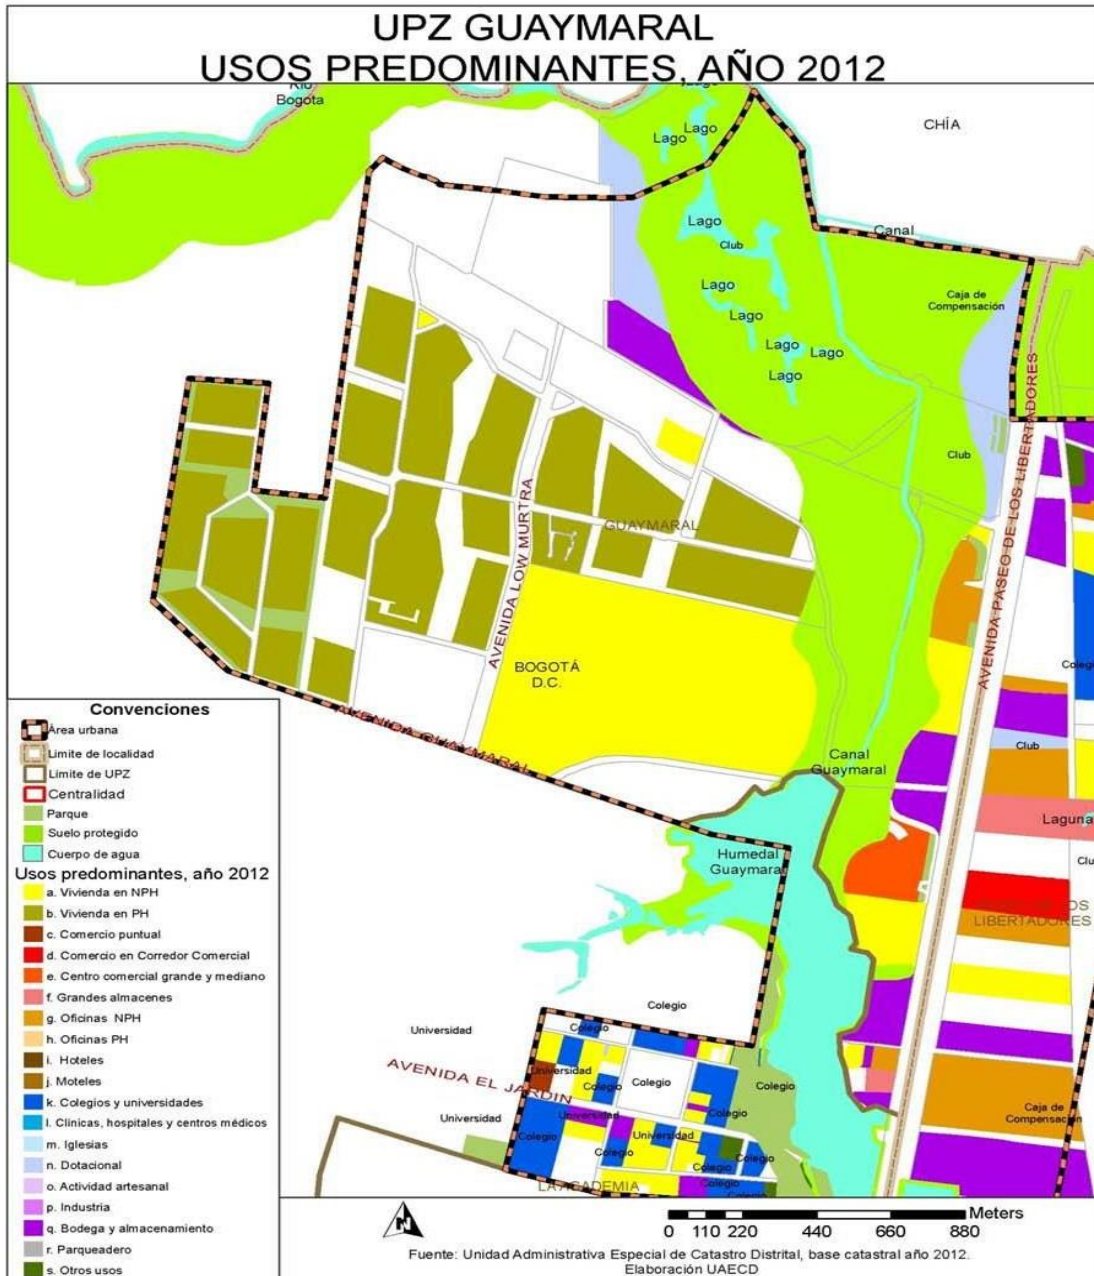 UPZ GUAYMARAL
USOS PREDOMINANTES, AÑO 2012
Río
Bogota
Lago
Lago
Lago
CHÍA
Lago
Club
Canal
Lago
Caja de
Compensación
Lago
Lago
Lago
Lago
AVENIDA PASEO DE LOS LIBERTADORES
Club
AVENIDA LOW MURTRA
GUAYMARAL
BOGOTÁ
D.C.
Colegio
AVENIDA GUAYMARAL
Club
Canal
Guaymaral
Laguna
Humedal
Guaymaral
Clu
LOS
LIBERTADORES
Colegio
Universidad
Colegio
AVENIDA EL JARDIN
Universidad
Colegio
Colegio
Colegio
Universidad
Universidad
Colegio
Caja de
Compensación
Colegio
Universidad
Colegio
Colegio
Colegio
Colegio
Colegio
LA ACADEMIA
Convenciones
Área urbana
Limite de localidad
Limite de UPZ
Centralidad
Parque
Suelo protegido
Cuerpo de agua
Usos predominantes, año 2012
a. Vivienda en NPH
b. Vivienda en PH
c. Comercio puntual
d. Comercio en Corredor Comercial
e. Centro comercial grande y mediano
f. Grandes almacenes
g. Oficinas NPH
h. Oficinas PH
i. Hoteles
j. Moteles
k. Colegios y universidades
l. Clínicas, hospitales y centros médicos
m. Iglesias
n. Dotacional
o. Actividad artesanal
p. Industria
q. Bodega y almacenamiento
r. Parqueadero
s. Otros usos
N
Meters
0 110 220 440 660 880
Fuente: Unidad Administrativa Especial de Catastro Distrital, base catastral año 2012.
Elaboración UAECD